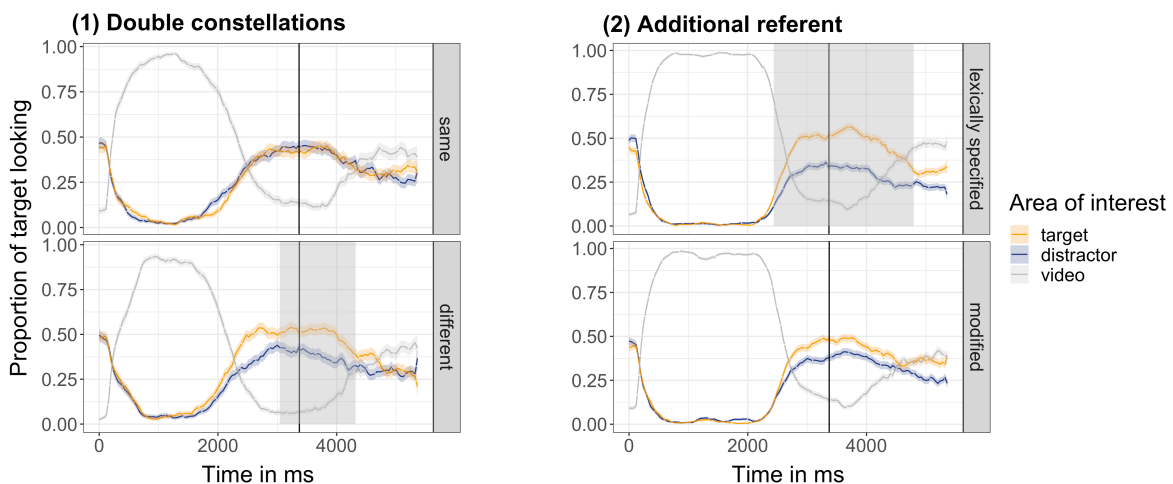 (1) Double constellations
(2) Additional referent
Proportion of target looking
1.00
0.75
0.50
0.25
0.00
same
1.00
0.75
0.50
0.25
0.00
different
0
2000
4000
Time in ms
1.00
0.75
0.50
0.25
0.00
lexically specified
1.00
0.75
0.50
0.25
0.00
modified
0
2000
4000
Time in ms
Area of interest
target
distractor
video